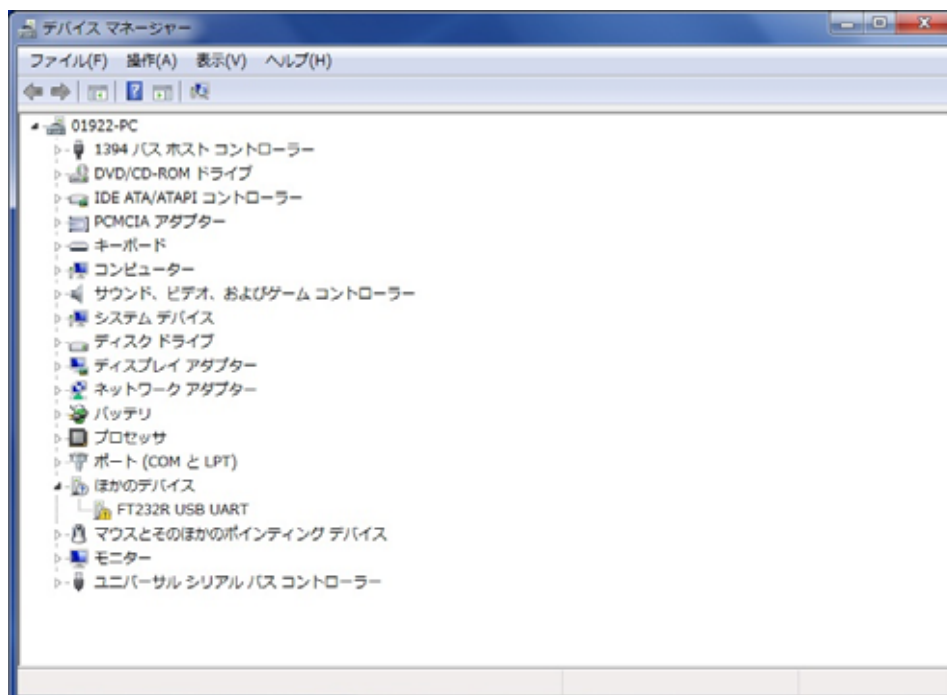 デバイス マネージャー
ファイル(F) 操作(A) 表示(V) ヘルプ(H)
01922-PC
1394 バス ホスト コントローラー
DVD/CD-ROM ドライブ
IDE ATA/ATAPI コントローラー
PCMCIA アダプター
キーボード
コンピューター
サウンド、ビデオ、およびゲーム コントローラー
システム デバイス
ディスク ドライブ
ディスプレイ アダプター
ネットワーク アダプター
バッテリ
プロセッサ
ポート (COM と LPT)
ほかのデバイス
FT232R USB UART
マウスとそのほかのポインティング デバイス
モニター
ユニバーサル シリアル バス コントローラー